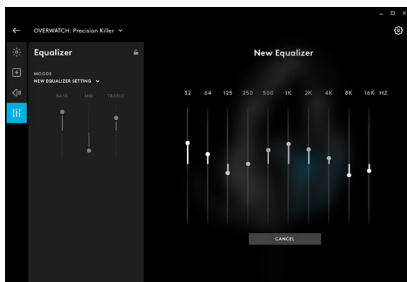 OVERWATCH: Precision Killer
Equalizer
New Equalizer
MOODS
NEW EQUALIZER SETTING
BASS MID TREBLE
32 64 125 250 500 1K 2K 4K 8K 16K HZ
CANCEL